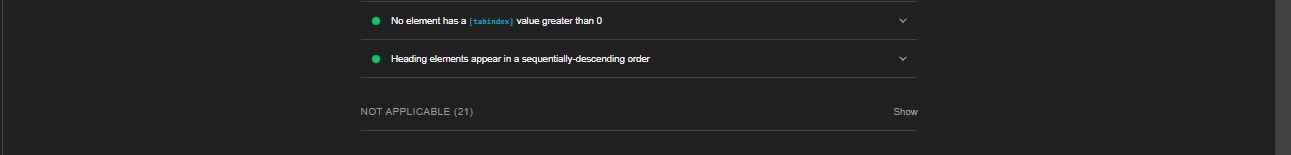 No element has a [tabindex] value greater than 0
Heading elements appear in a sequentially-descending order
NOT APPLICABLE (21)
Show